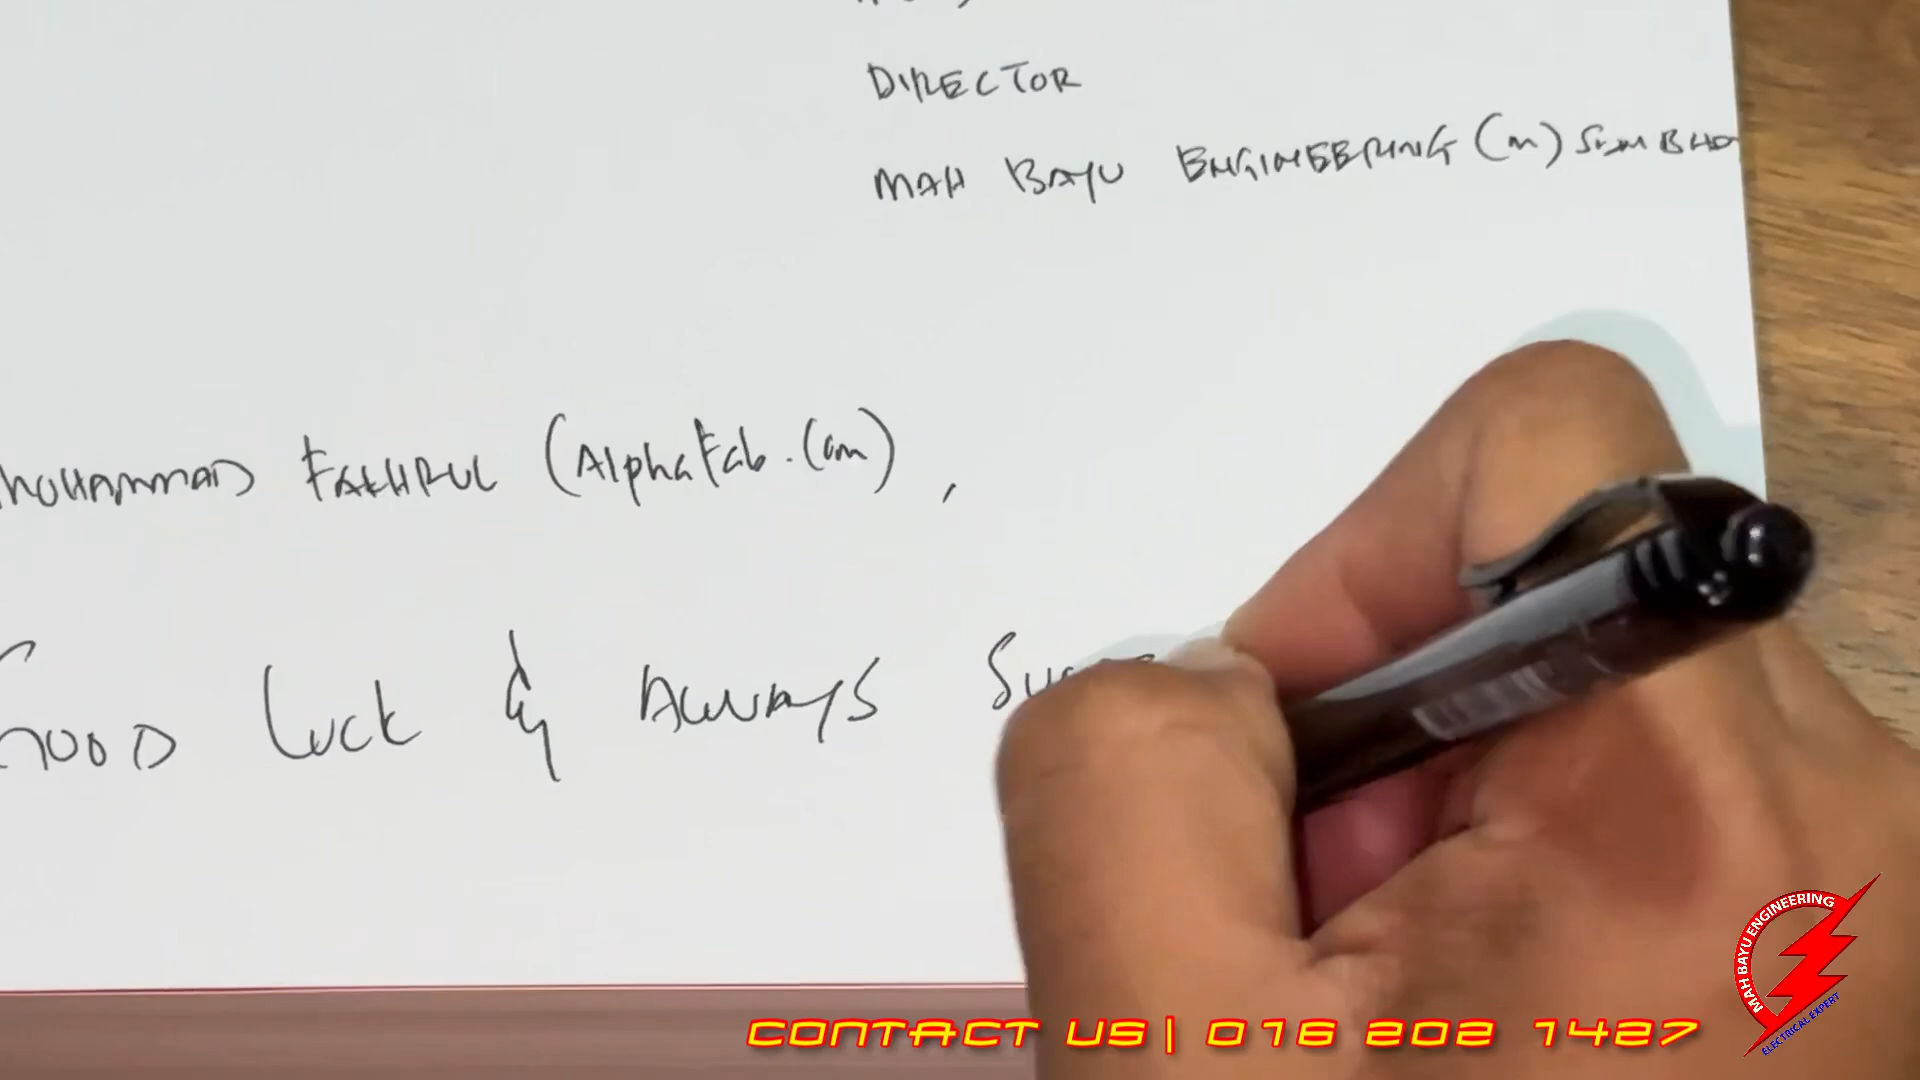 DIRECTOR
MAH BAYU ENGINEERING (M) SDN BHD
MUHAMMAD FAKHRUL (AlphaFab.Com),
GOOD Luck & ALWAYS
CONTACT US | 016 202 1427
MAH BAYU ENGINEERING
ELECTRICAL EXPERT